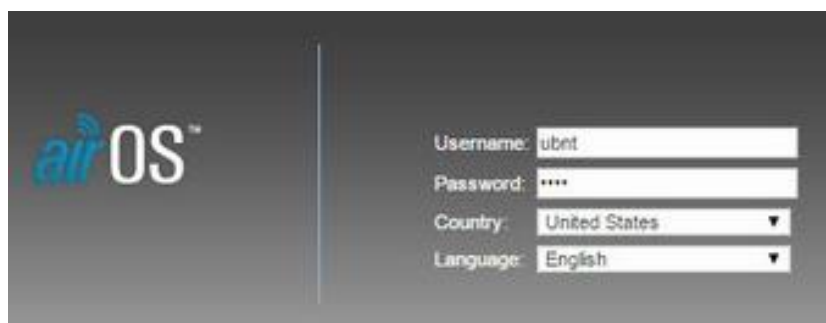 airOS™
Username: ubnt
Password: ••••
Country: United States
Language: English